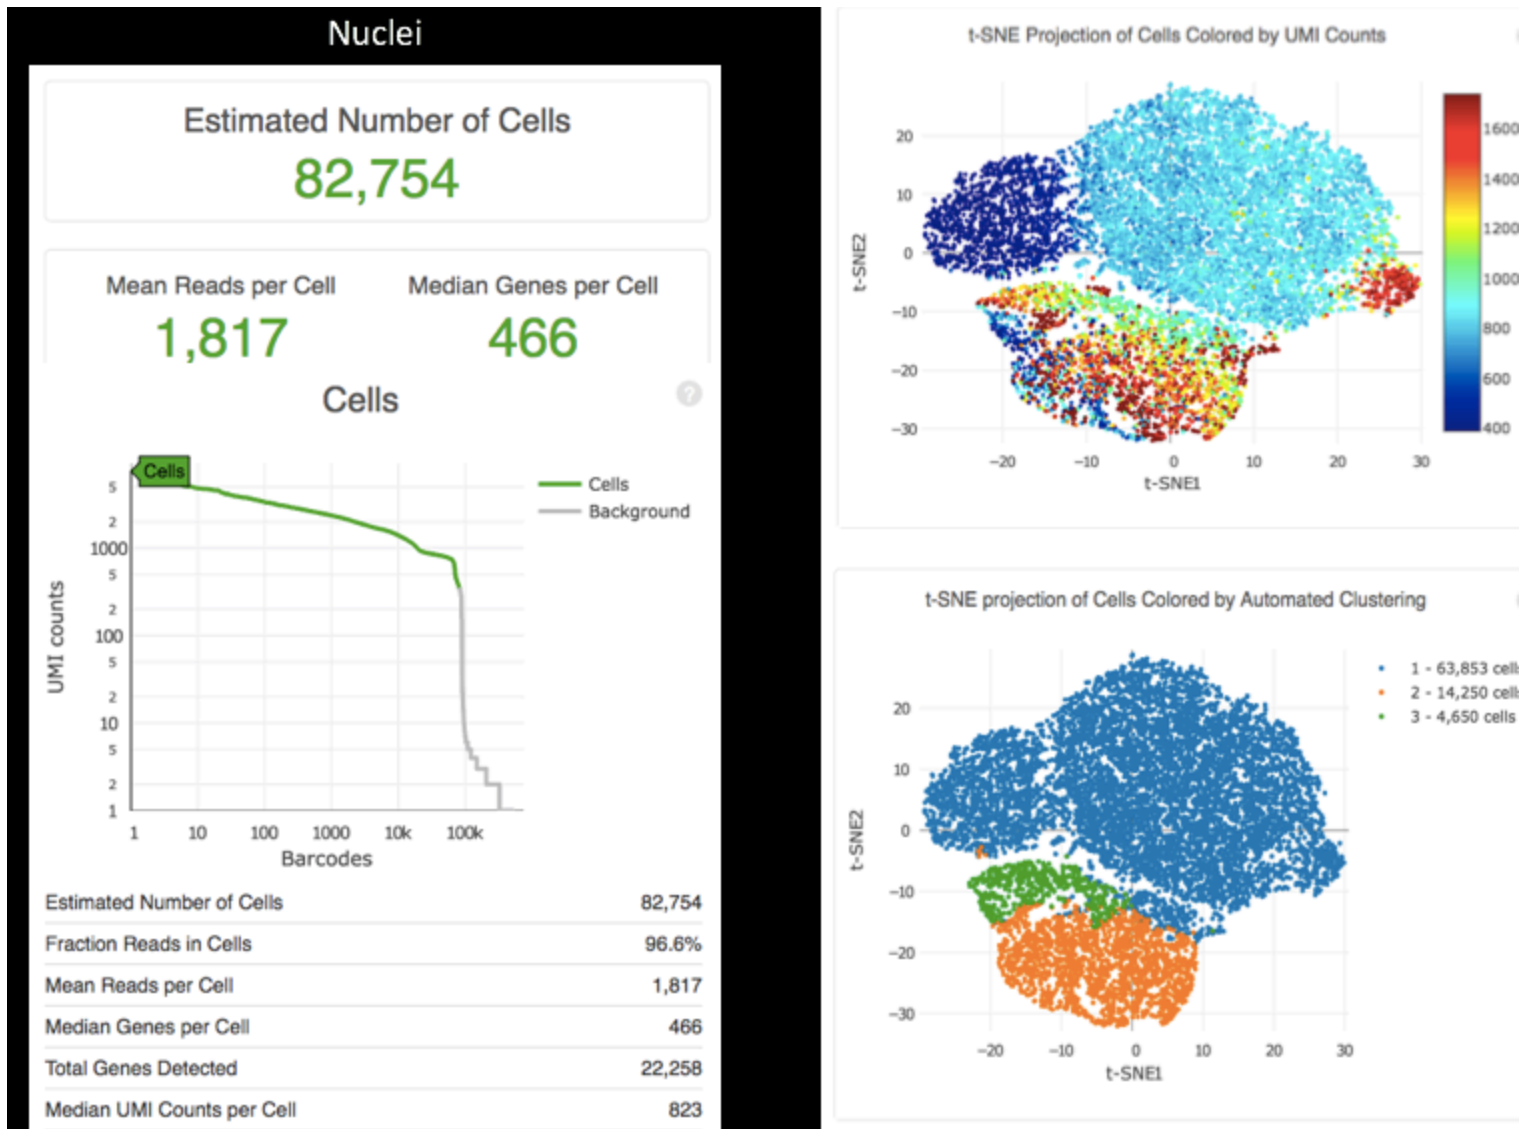 Nuclei
Estimated Number of Cells
82,754
Mean Reads per Cell
1,817
Median Genes per Cell
466
Cells
?
Cells
Cells
Background
UMI counts
5
2
1000
5
2
100
5
2
10
5
2
1
1 10 100 1000 10k 100k
Barcodes
Estimated Number of Cells 82,754
Fraction Reads in Cells 96.6%
Mean Reads per Cell 1,817
Median Genes per Cell 466
Total Genes Detected 22,258
Median UMI Counts per Cell 823
t-SNE Projection of Cells Colored by UMI Counts
t-SNE2
20
10
0
−10
−20
−30
−20 −10 0 10 20 30
t-SNE1
1600
1400
1200
1000
800
600
400
t-SNE projection of Cells Colored by Automated Clustering
1 - 63,853 cells
2 - 14,250 cells
3 - 4,650 cells
t-SNE2
20
10
0
−10
−20
−30
−20 −10 0 10 20 30
t-SNE1